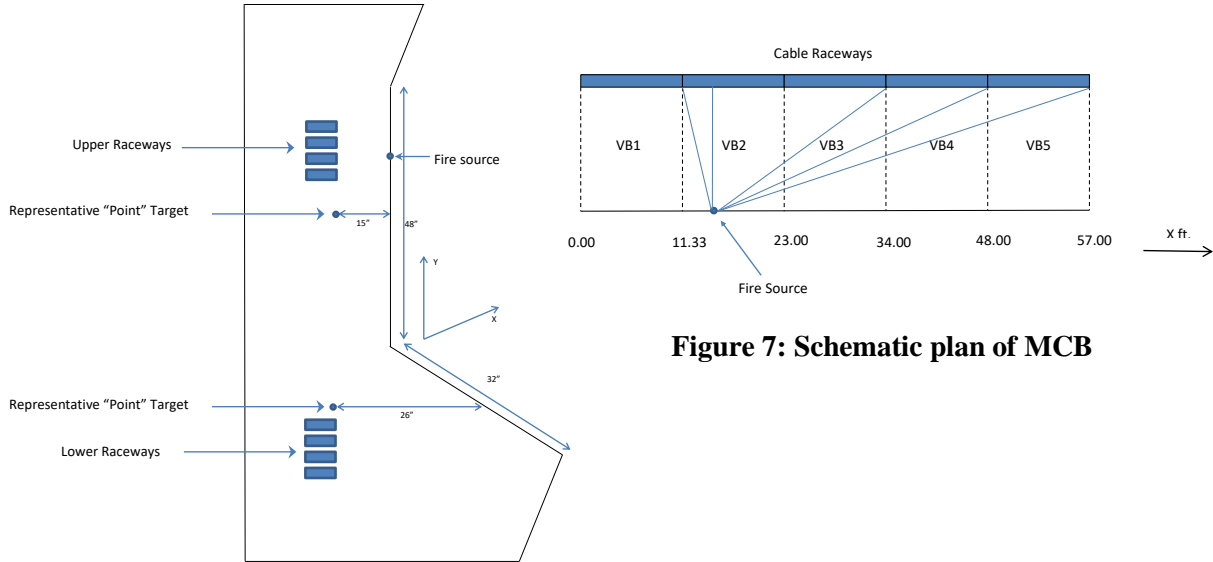 Upper Raceways
Fire source
Representative “Point” Target
15”
48”
Y
X
32”
Representative “Point” Target
26”
Lower Raceways
Cable Raceways
VB1 VB2 VB3 VB4 VB5
0.00 11.33 23.00 34.00 48.00 57.00 X ft.
Fire Source
Figure 7: Schematic plan of MCB